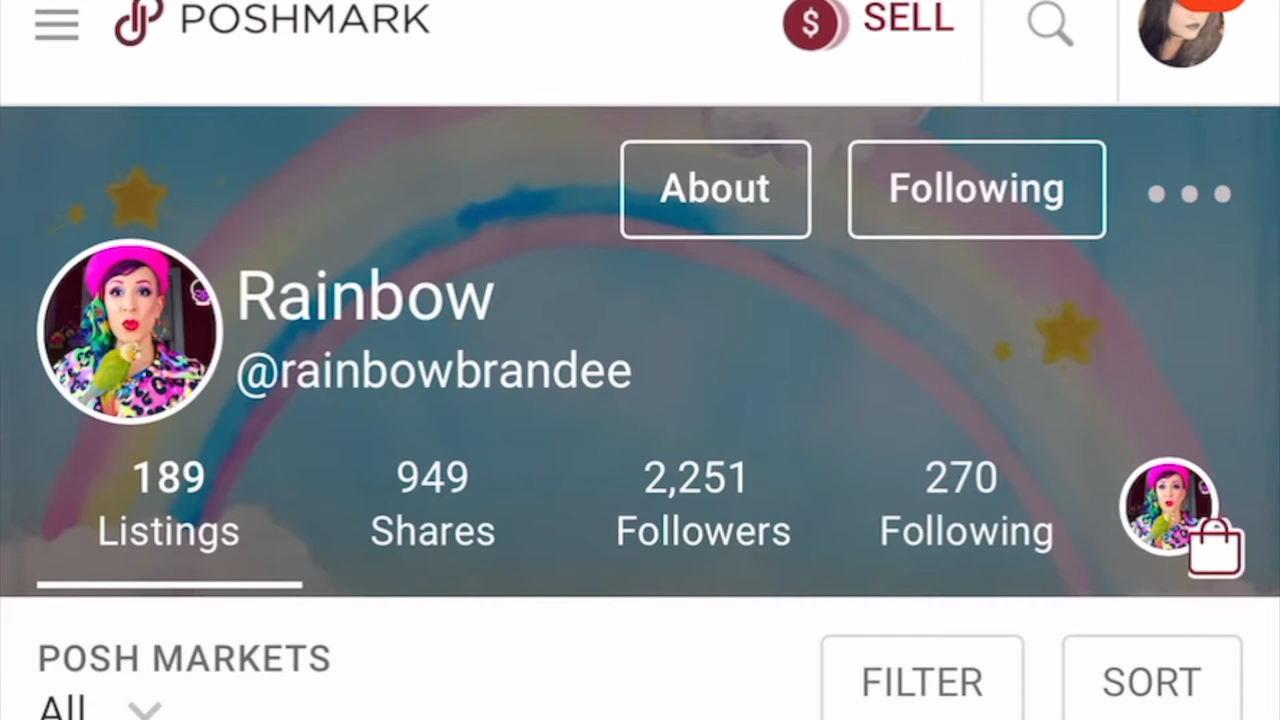 POSHMARK
$ SELL
About
Following
Rainbow
@rainbowbrandee
189 949 2,251 270
Listings Shares Followers Following
POSH MARKETS
FILTER SORT
All